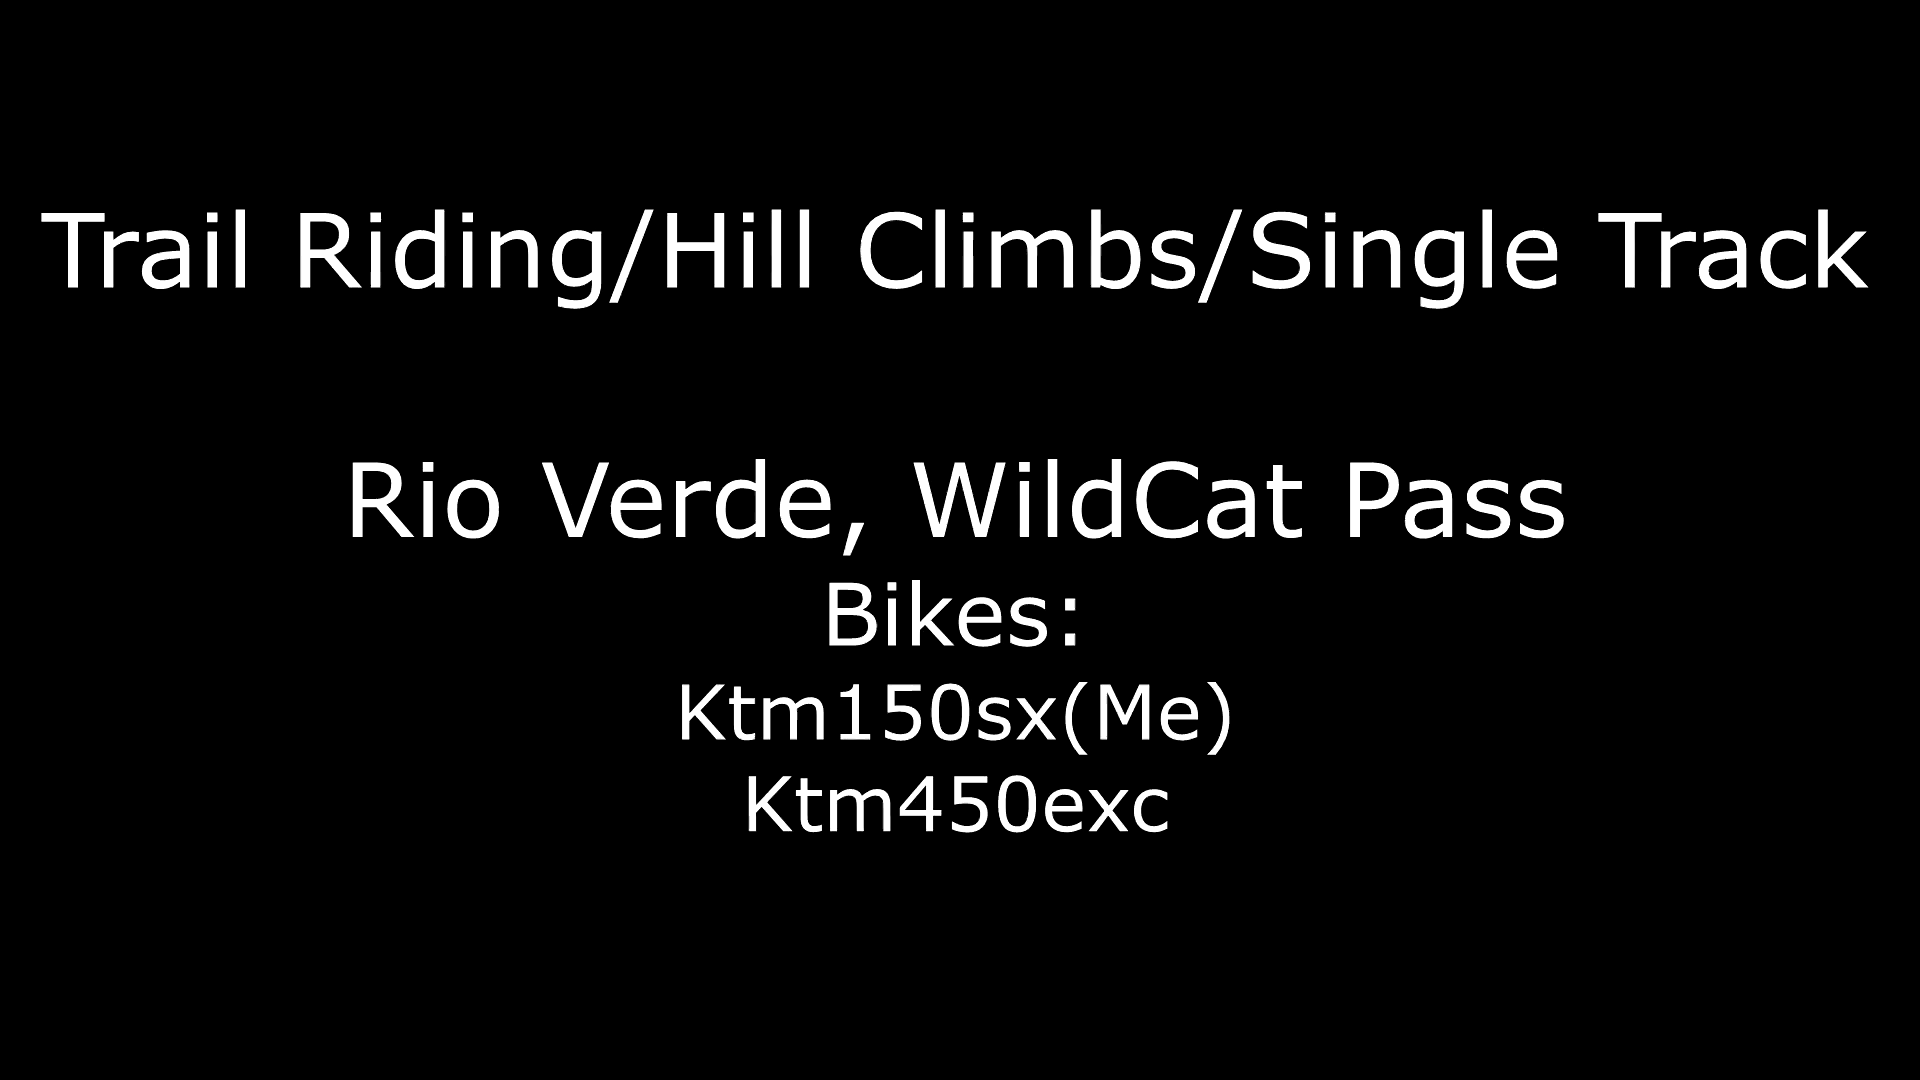 Trail Riding/Hill Climbs/Single Track
Rio Verde, WildCat Pass
Bikes:
Ktm150sx(Me)
Ktm450exc